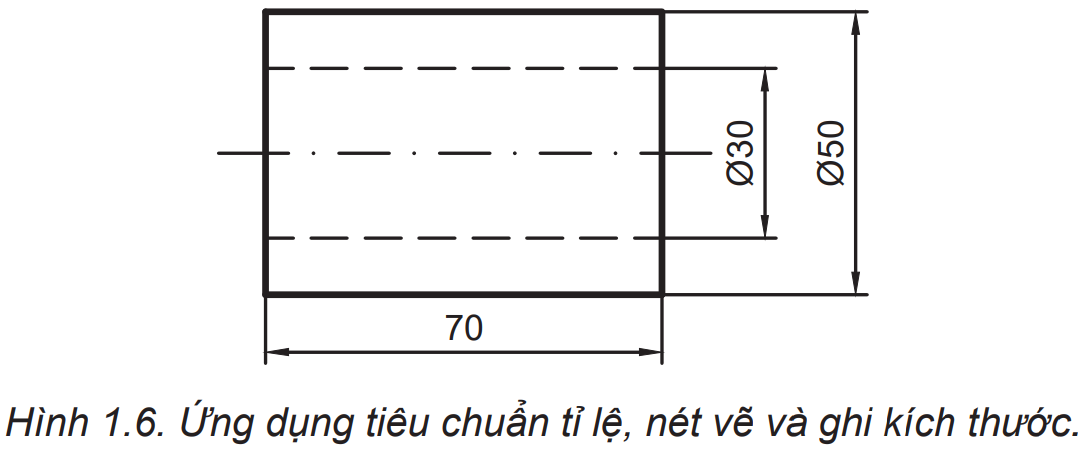 Ø30
Ø50
70
Hình 1.6. Ứng dụng tiêu chuẩn tỉ lệ, nét vẽ và ghi kích thước.